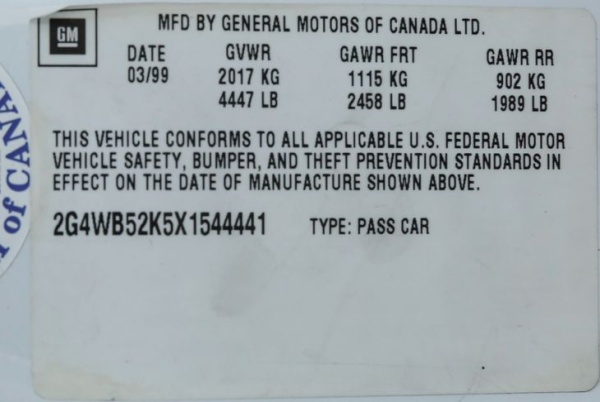 GM
MFD BY GENERAL MOTORS OF CANADA LTD.
DATE GVWR GAWR FRT GAWR RR
03/99 2017 KG 1115 KG 902 KG
4447 LB 2458 LB 1989 LB
THIS VEHICLE CONFORMS TO ALL APPLICABLE U.S. FEDERAL MOTOR
VEHICLE SAFETY, BUMPER, AND THEFT PREVENTION STANDARDS IN
EFFECT ON THE DATE OF MANUFACTURE SHOWN ABOVE.
2G4WB52K5X1544441 TYPE: PASS CAR
of CANA